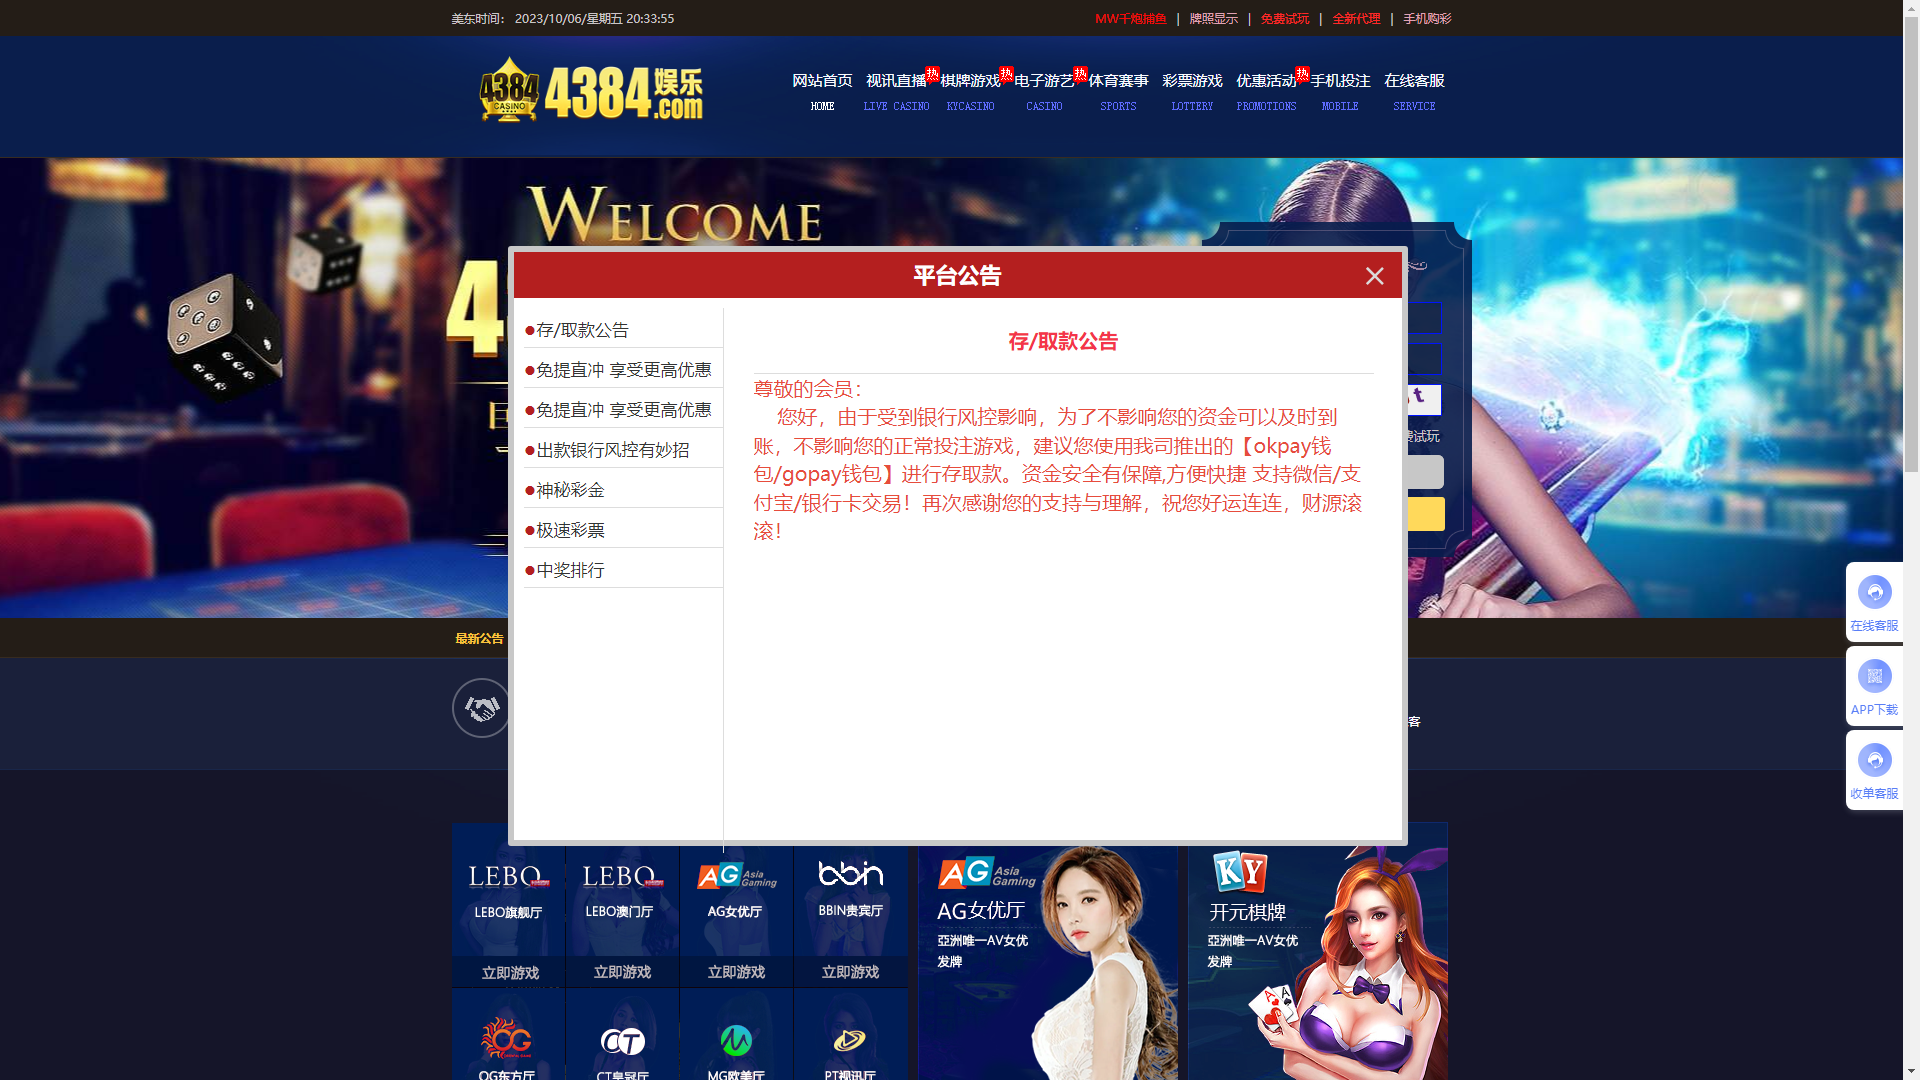 美东时间： 2023/10/06/星期五 20:33:55
MW千炮捕鱼 | 牌照显示 | 免费试玩 | 全新代理 | 手机购彩
4384 CASINO 4384娱乐.com
网站首页 视讯直播 热 棋牌游戏 热 电子游艺 热 体育赛事 彩票游戏 优惠活动 热 手机投注 在线客服
HOME LIVE CASINO KYCASINO CASINO SPORTS LOTTERY PROMOTIONS MOBILE SERVICE
WELCOME
4
平台公告
●存/取款公告
●免提直冲 享受更高优惠
●免提直冲 享受更高优惠
●出款银行风控有妙招
●神秘彩金
●极速彩票
●中奖排行
存/取款公告
尊敬的会员：
您好，由于受到银行风控影响，为了不影响您的资金可以及时到
账，不影响您的正常投注游戏，建议您使用我司推出的【okpay钱
包/gopay钱包】进行存取款。资金安全有保障,方便快捷 支持微信/支
付宝/银行卡交易！再次感谢您的支持与理解，祝您好运连连，财源滚
滚！
t
试玩
在线客服
APP下载
收单客服
最新公告
客
LEBO LEBO AG Asia Gaming bbin
LEBO旗舰厅 LEBO澳门厅 AG女优厅 BBIN贵宾厅
立即游戏 立即游戏 立即游戏 立即游戏
OG CT
OG东方厅 CT皇冠厅 MG欧美厅 PT视讯厅
AG Asia Gaming
AG女优厅
亞洲唯一AV女优
发牌
KY
开元棋牌
亞洲唯一AV女优
发牌